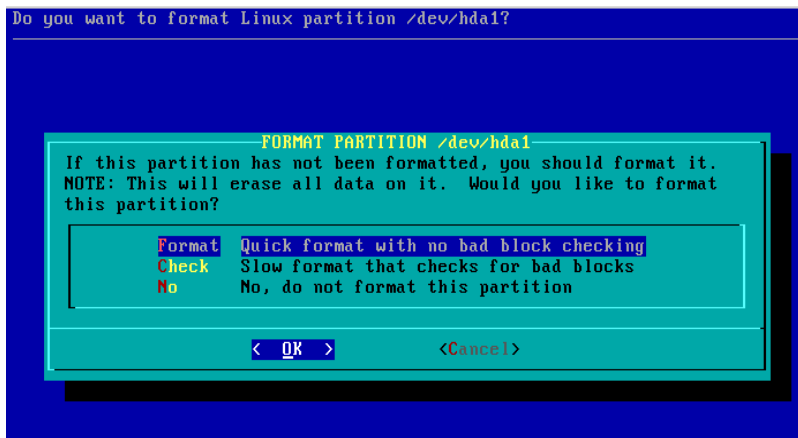 Do you want to format Linux partition /dev/hda1?
FORMAT PARTITION /dev/hda1
If this partition has not been formatted, you should format it.
NOTE: This will erase all data on it.  Would you like to format
this partition?
Format  Quick format with no bad block checking
Check   Slow format that checks for bad blocks
No      No, do not format this partition
<  OK  >  <Cancel>